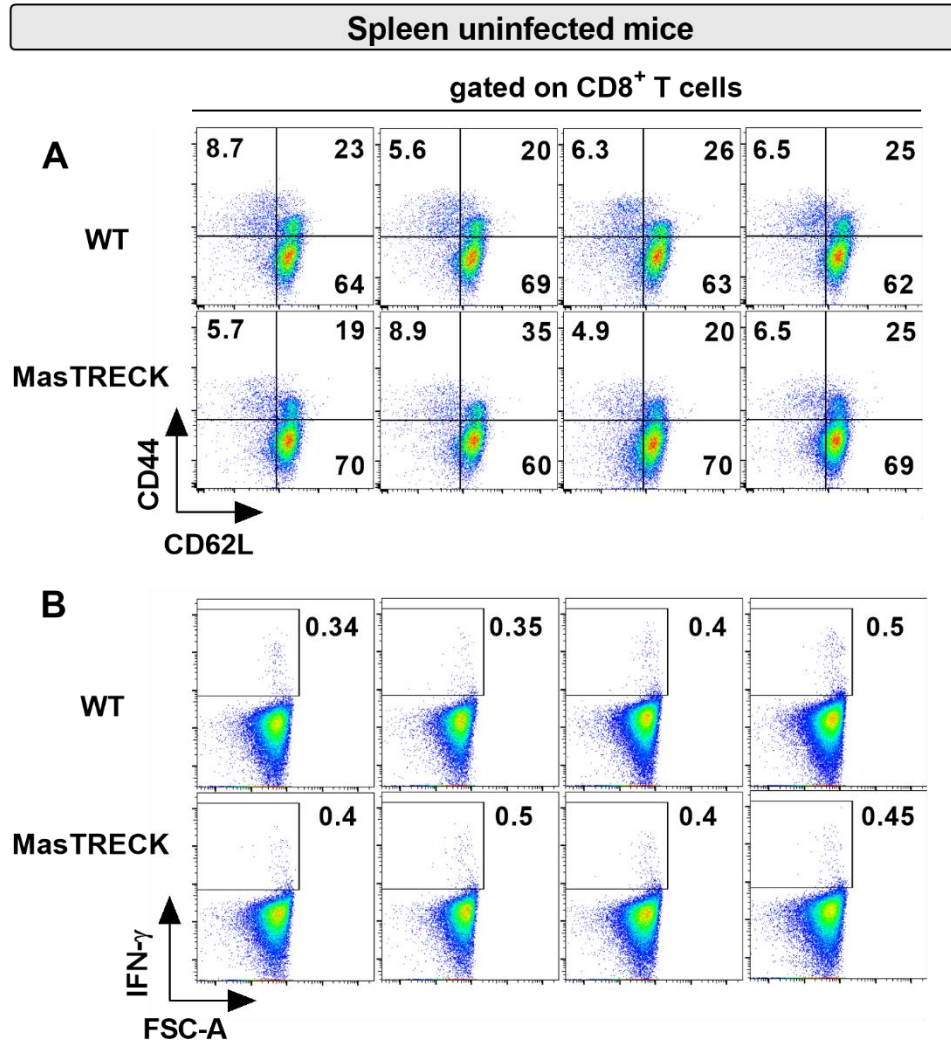 Spleen uninfected mice
gated on CD8+ T cells
A
WT
8.7 23 5.6 20 6.3 26 6.5 25
64 69 63 62
MasTRECK
5.7 19 8.9 35 4.9 20 6.5 25
70 60 70 69
CD44
CD62L
B
WT
0.34 0.35 0.4 0.5
MasTRECK
0.4 0.5 0.4 0.45
IFN-γ
FSC-A